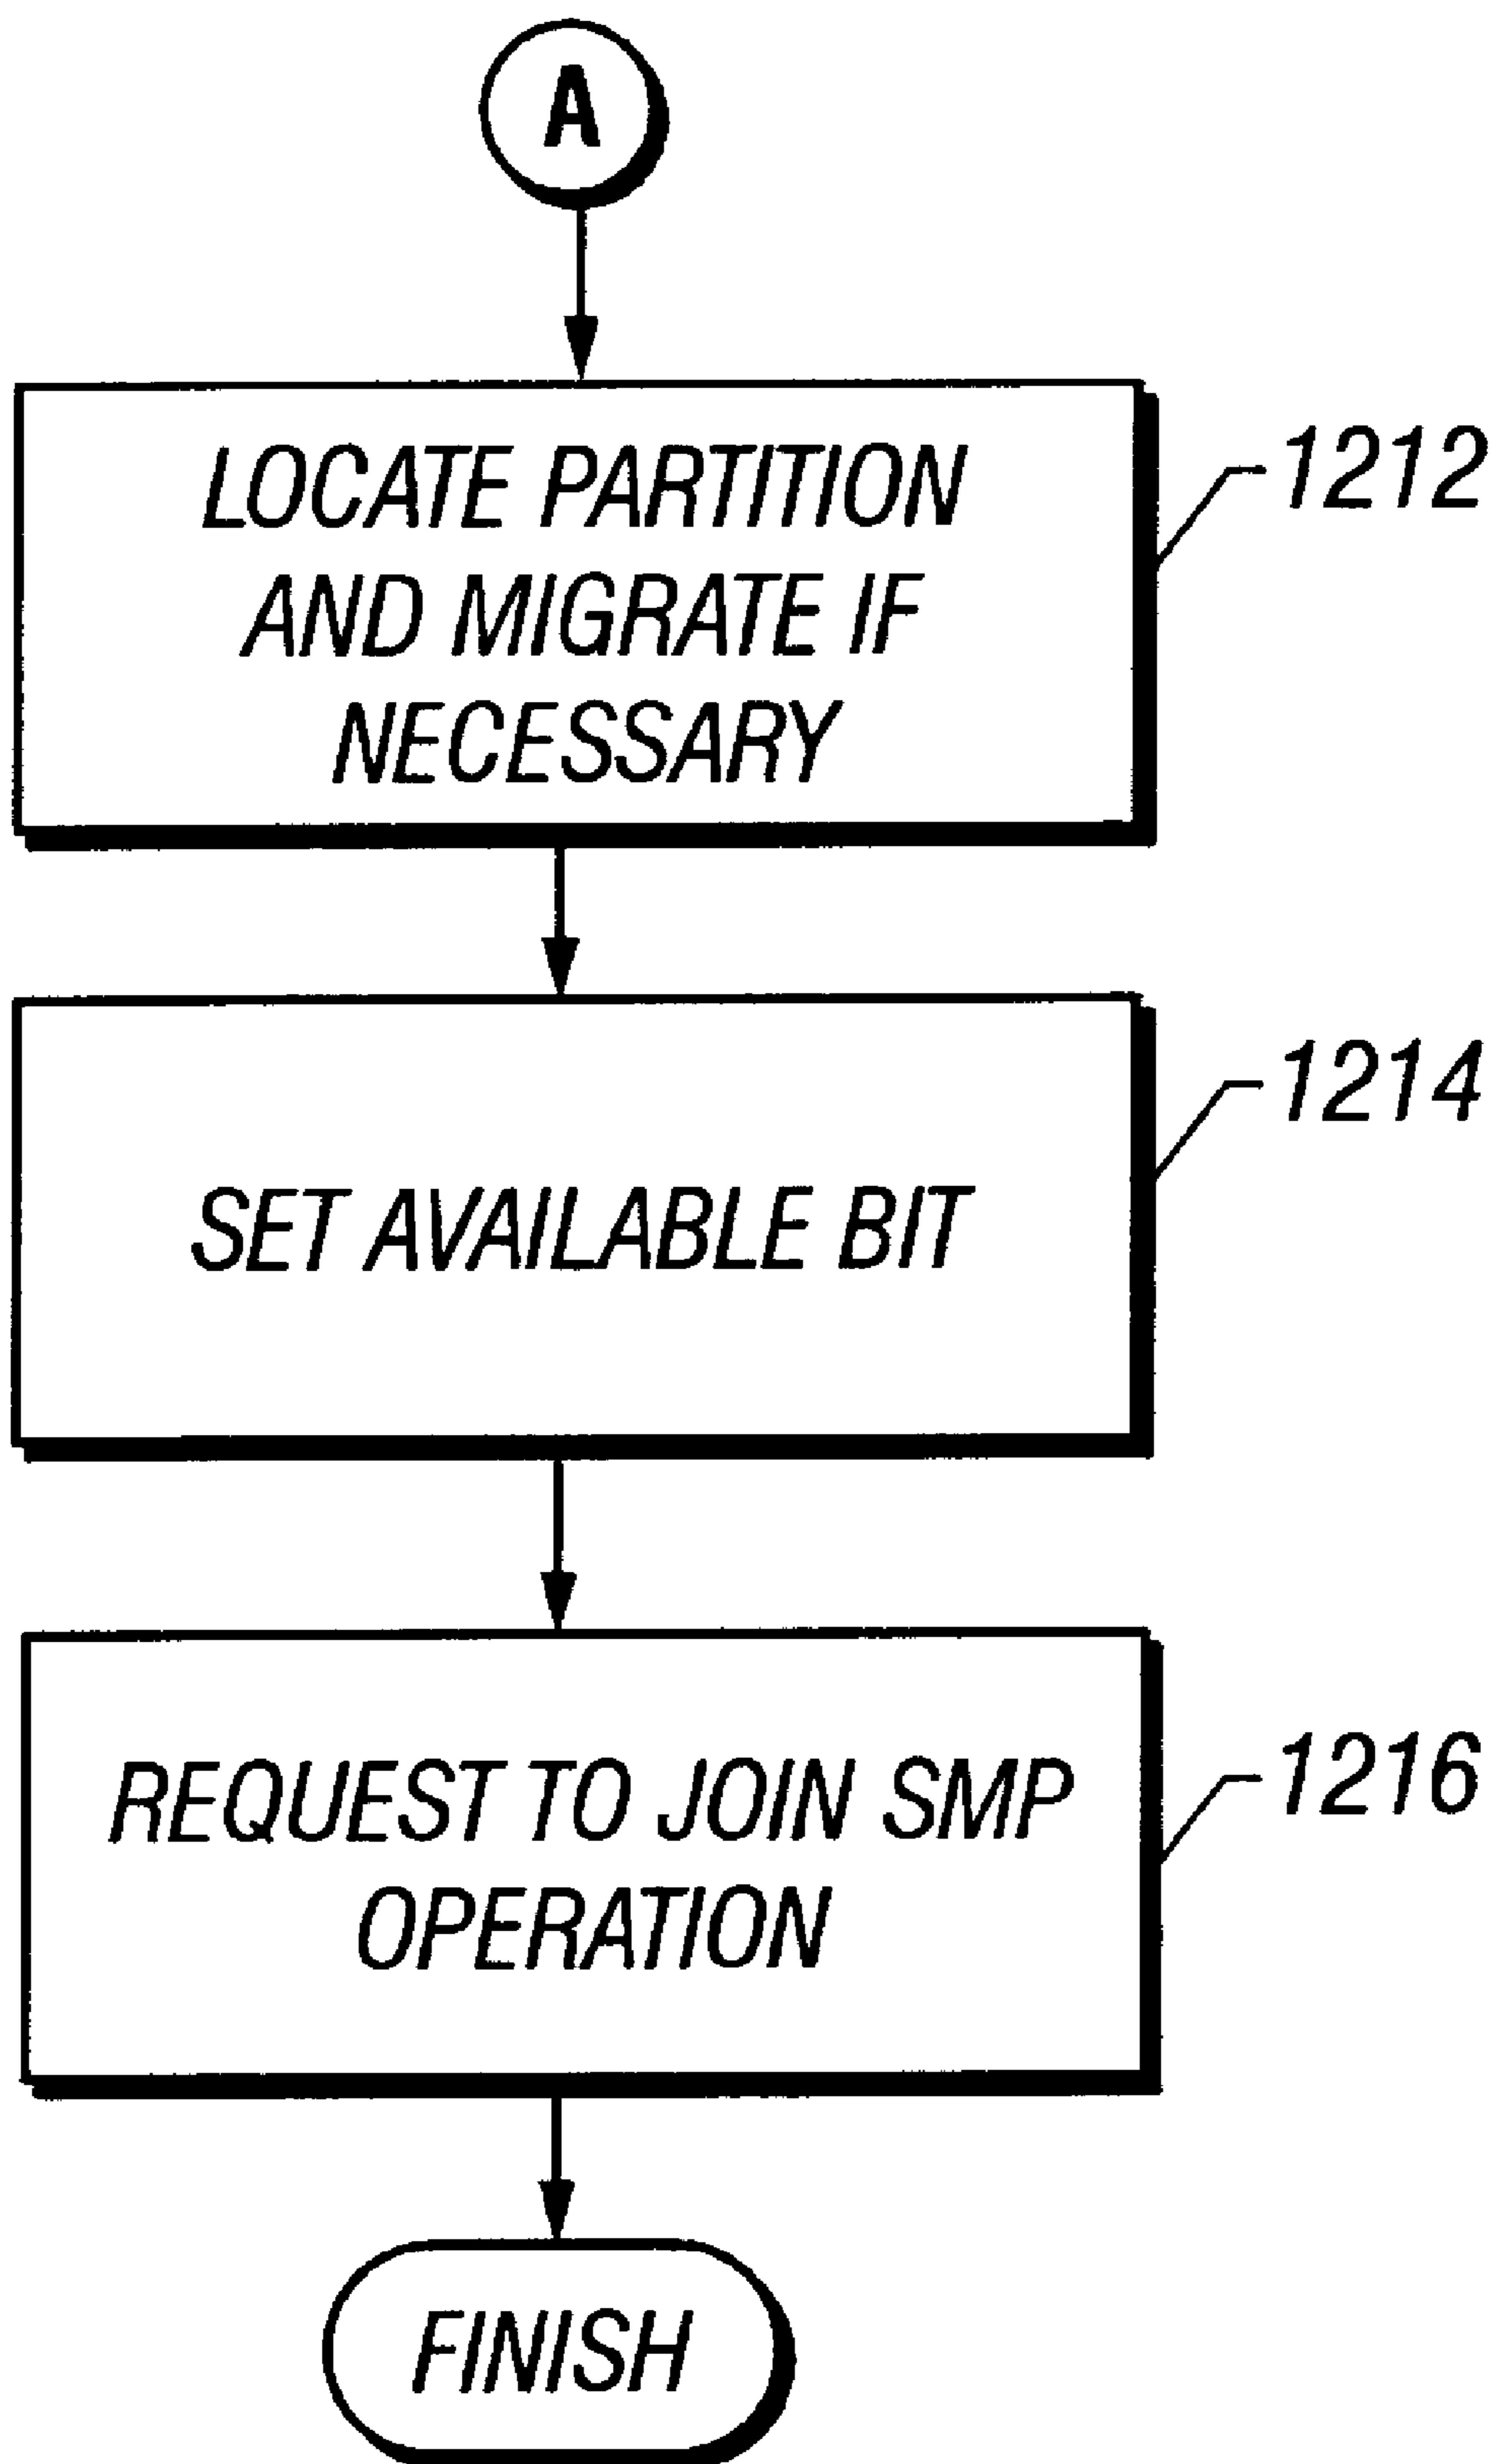 A
LOCATE PARTITION
AND MIGRATE IF
NECESSARY
1212
SET AVAILABLE BIT
1214
REQUEST TO JOIN SMP
OPERATION
1216
FINISH